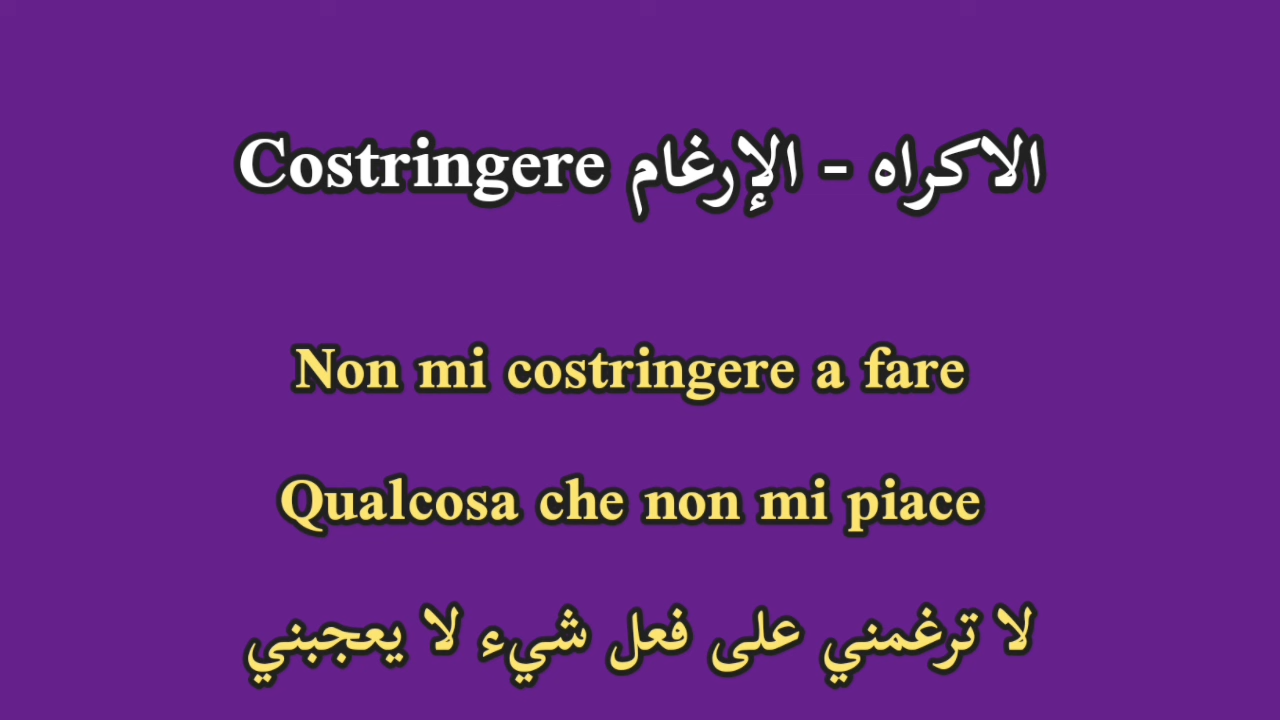 Costringere الاكراه - الإرغام
Non mi costringere a fare
Qualcosa che non mi piace
لا ترغمني على فعل شيء لا يعجبني